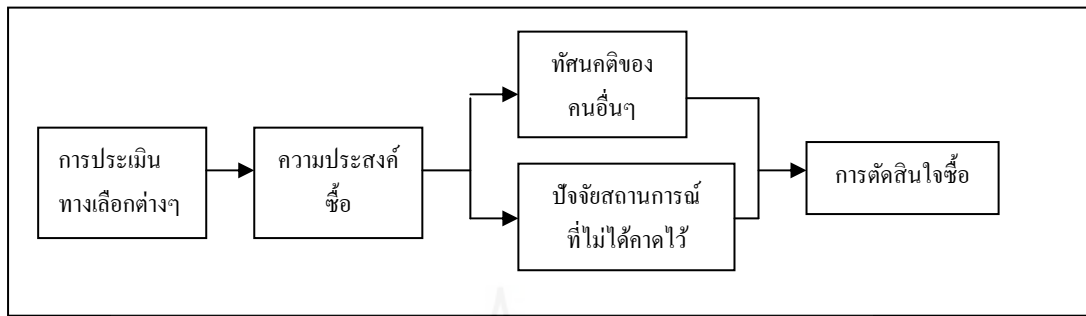 การประเมิน
ทางเลือกต่างๆ
ความประสงค์
ซื้อ
ทัศนคติของ
คนอื่นๆ
ปัจจัยสถานการณ์
ที่ไม่ได้คาดไว้
การตัดสินใจซื้อ